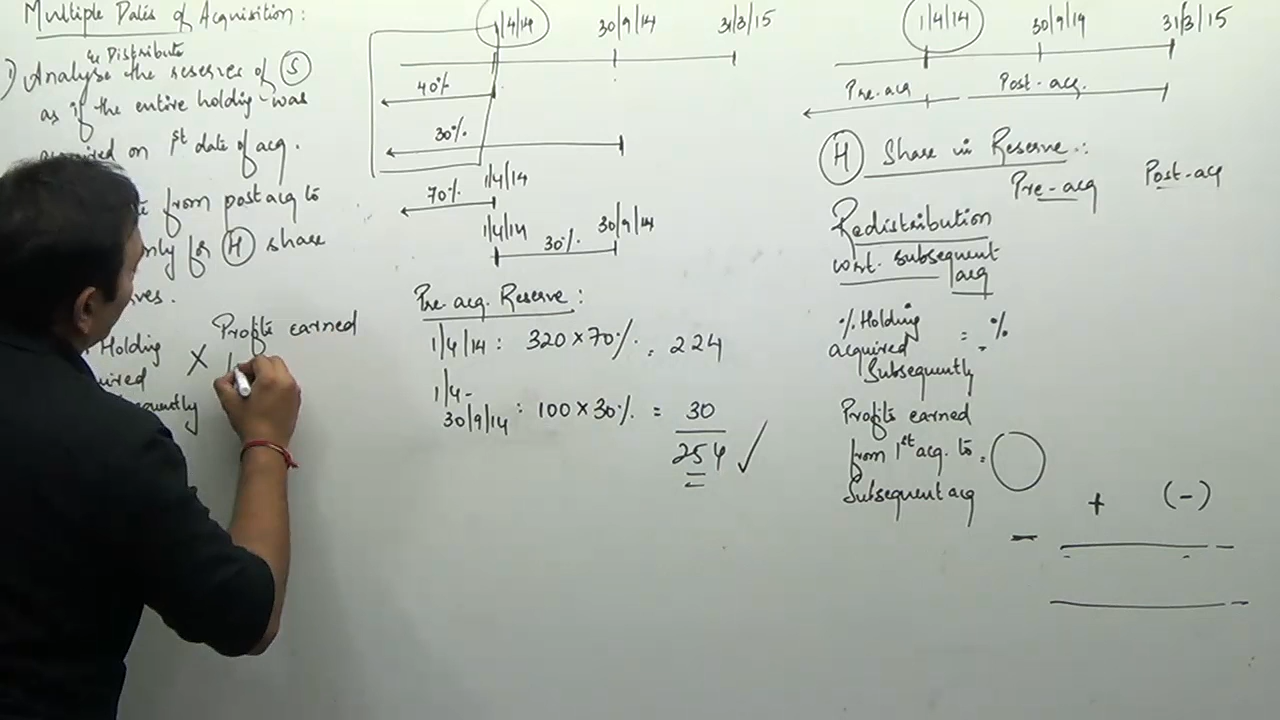 Multiple Dates of Acquisition:
& Distribute
1) Analyse the reserves of (S)
as if the entire holding was
acquired on 1st date of acq.
from post acq to
only for (H) share
Holding
Profits earned
×
1/4/14
30/9/14
31/3/15
40%
30%
70%
1/4/14
1/4/14
30/9/14
30%
Pre-acq. Reserve:
1/4/14: 320×70% = 224
1/4-
30/9/14: 100×30% = 30
254 ✓
1/4/14
30/9/14
31/3/15
Pre-acq
Post-acq.
(H) Share in Reserve:
Pre-acq
Post-acq
Redistribution
wrt. subsequent
acq
% Holding
acquired = %
Subsequently
Profits earned
from 1st acq. to =
Subsequent acq
+ (-)